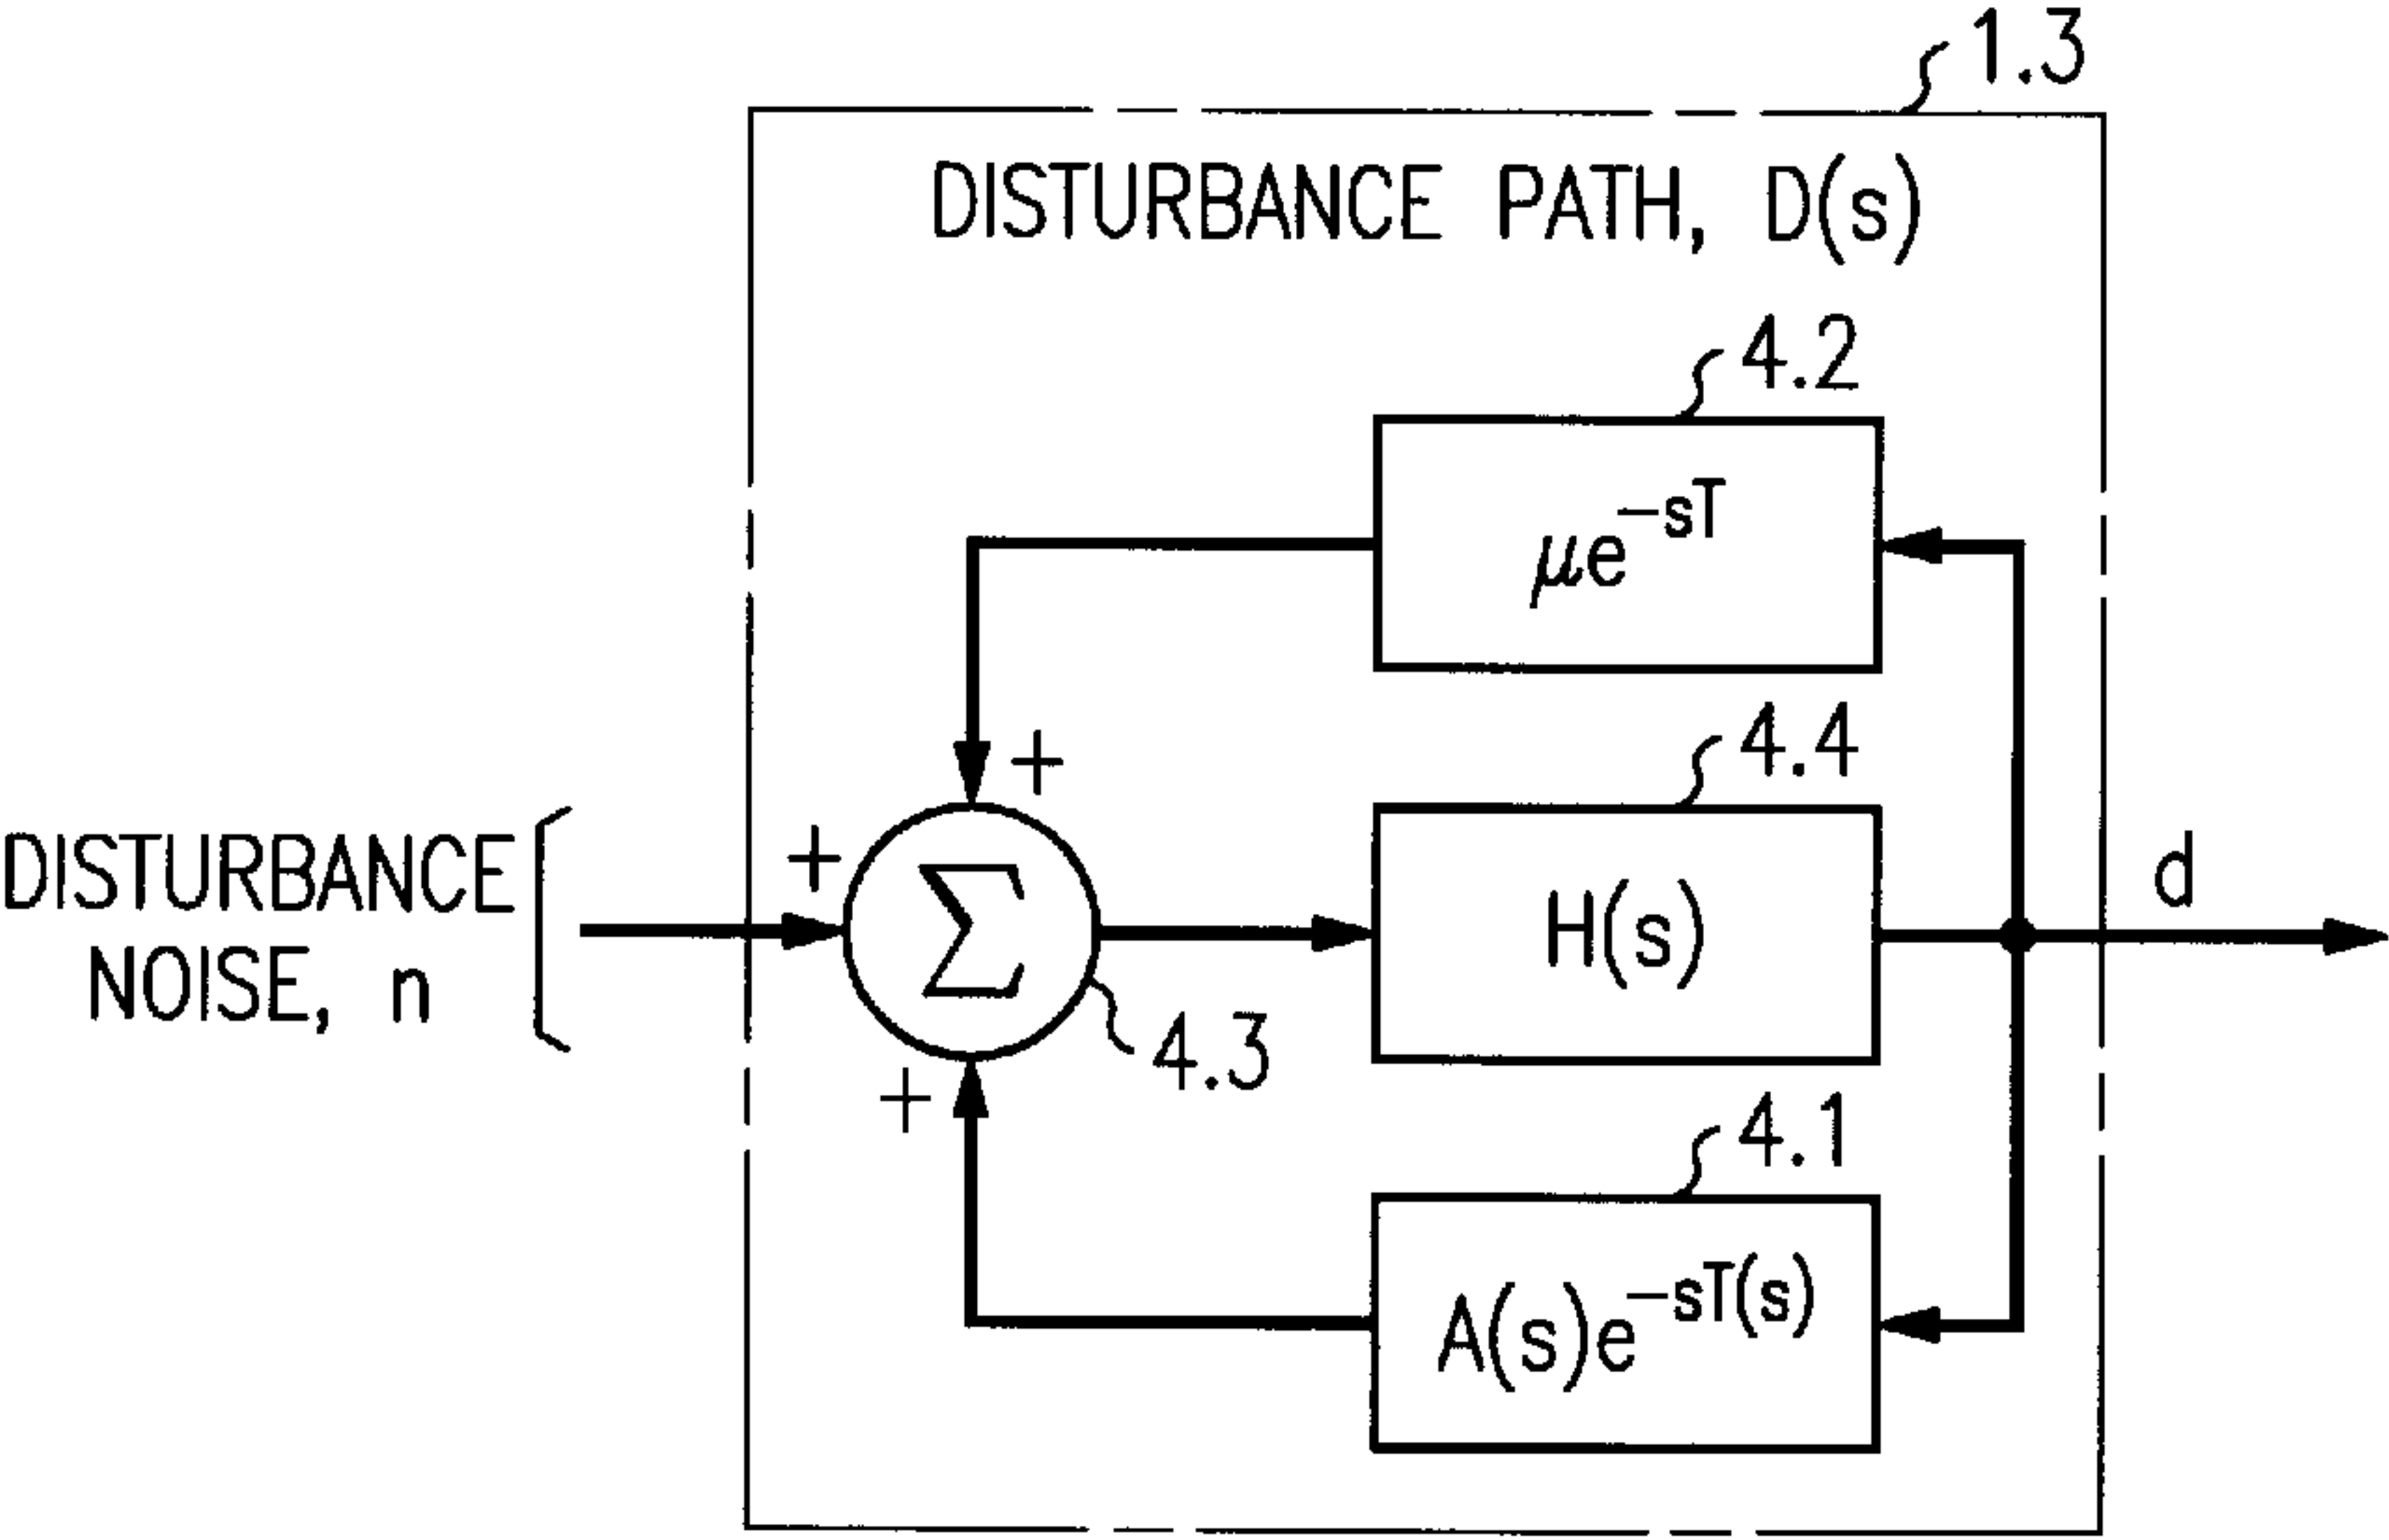 1.3
DISTURBANCE PATH, D(s)
4.2
μe^-sT
4.4
+
+
DISTURBANCE
NOISE, n
Σ
H(s)
d
4.3
+
4.1
A(s)e^-sT(s)